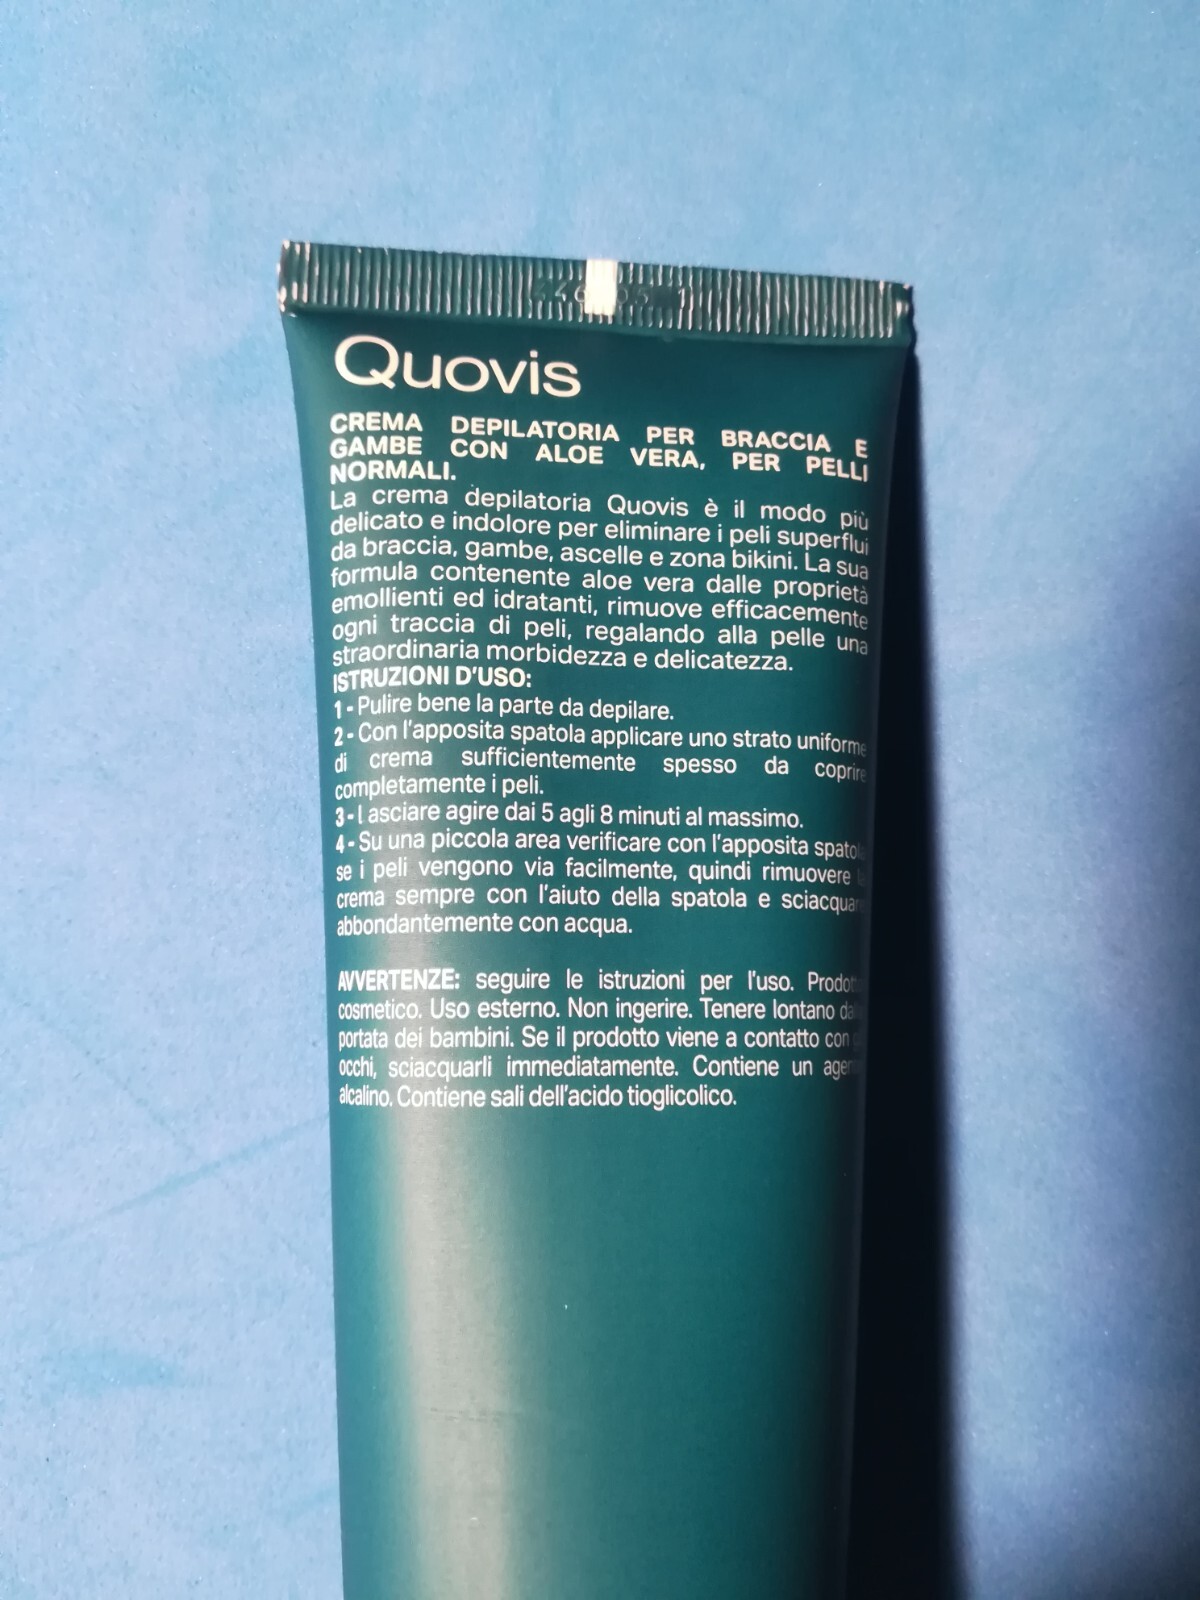 Quovis
CREMA DEPILATORIA PER BRACCIA E
GAMBE CON ALOE VERA, PER PELLI
NORMALI.
La crema depilatoria Quovis è il modo più
delicato e indolore per eliminare i peli superflui
da braccia, gambe, ascelle e zona bikini. La sua
formula contenente aloe vera dalle proprietà
emollienti ed idratanti, rimuove efficacemente
ogni traccia di peli, regalando alla pelle una
straordinaria morbidezza e delicatezza.
ISTRUZIONI D'USO:
1 - Pulire bene la parte da depilare.
2 - Con l'apposita spatola applicare uno strato uniforme
di crema sufficientemente spesso da coprire
completamente i peli.
3 - Lasciare agire dai 5 agli 8 minuti al massimo.
4 - Su una piccola area verificare con l'apposita
se i peli vengono via facilmente, quindi rimuovere
crema sempre con l'aiuto della spatola e
abbondantemente con acqua.
AVVERTENZE: seguire le istruzioni per l'uso.
cosmetico. Uso esterno. Non ingerire. Tenere lontano
portata dei bambini. Se il prodotto viene a contatto con
occhi, sciacquarli immediatamente. Contiene un
alcalino. Contiene sali dell'acido tioglicolico.